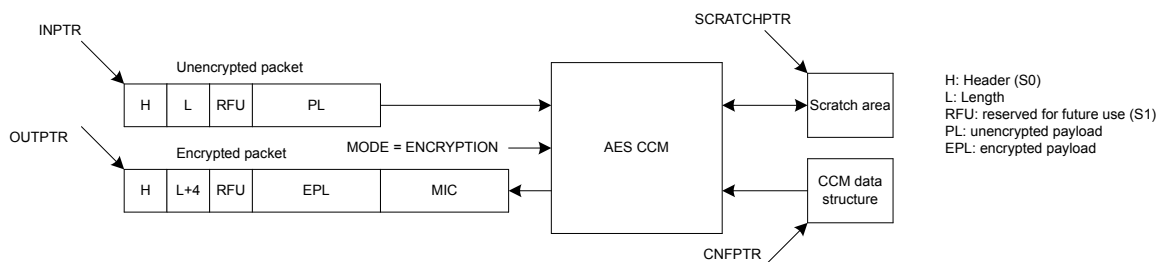 SCRATCHPTR
INPTR
Unencrypted packet
H L RFU PL
Scratch area
H: Header (S0)
L: Length
RFU: reserved for future use (S1)
PL: unencrypted payload
EPL: encrypted payload
OUTPTR
Encrypted packet
MODE = ENCRYPTION
AES CCM
H L+4 RFU EPL MIC
CCM data
structure
CNFPTR